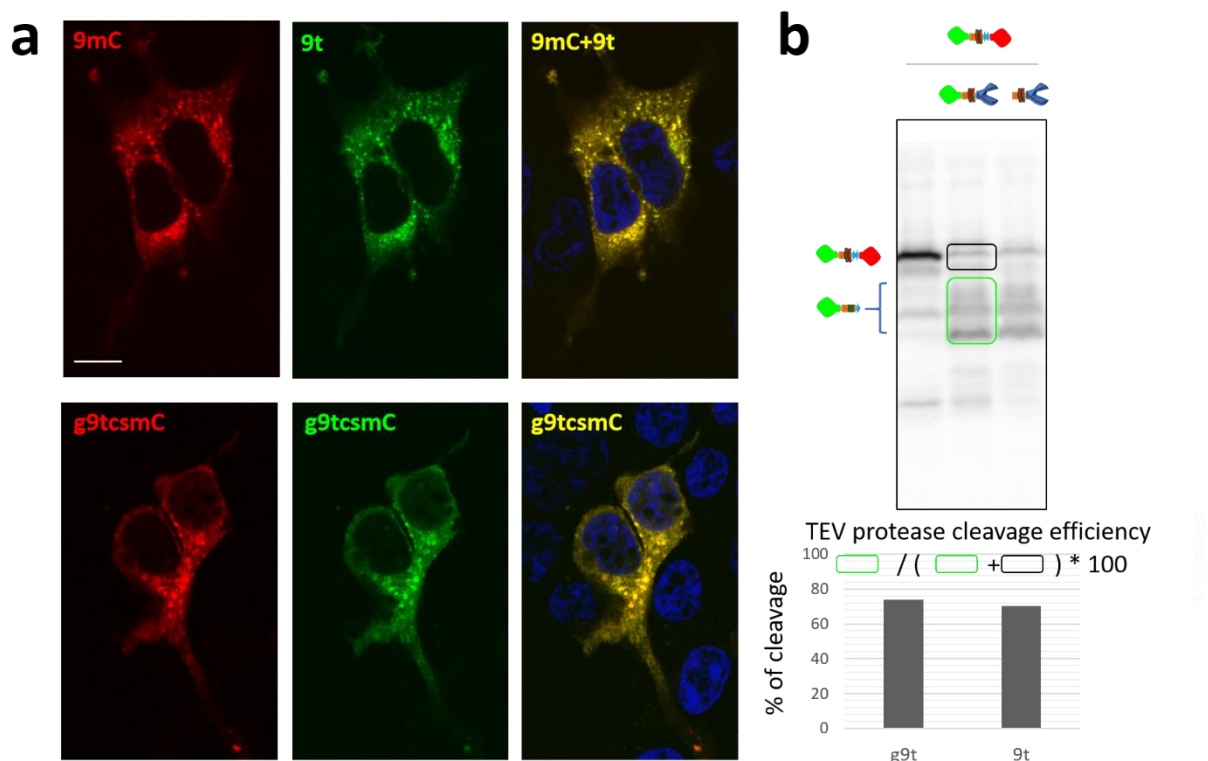 a
9mC
9t
9mC+9t
g9tcsmC
g9tcsmC
g9tcsmC
b
TEV protease cleavage efficiency
/ ( + ) * 100
% of cleavage
100
80
60
40
20
0
g9t
9t